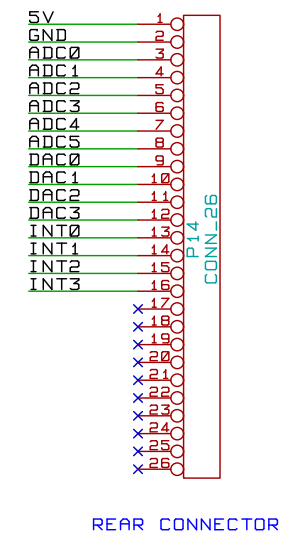 5V 1
GND 2
ADC0 3
ADC1 4
ADC2 5
ADC3 6
ADC4 7
ADC5 8
DAC0 9
DAC1 10
DAC2 11
DAC3 12
INT0 13
INT1 14
INT2 15
INT3 16
17
18
19
20
21
22
23
24
25
26
P14
CONN_26
REAR CONNECTOR